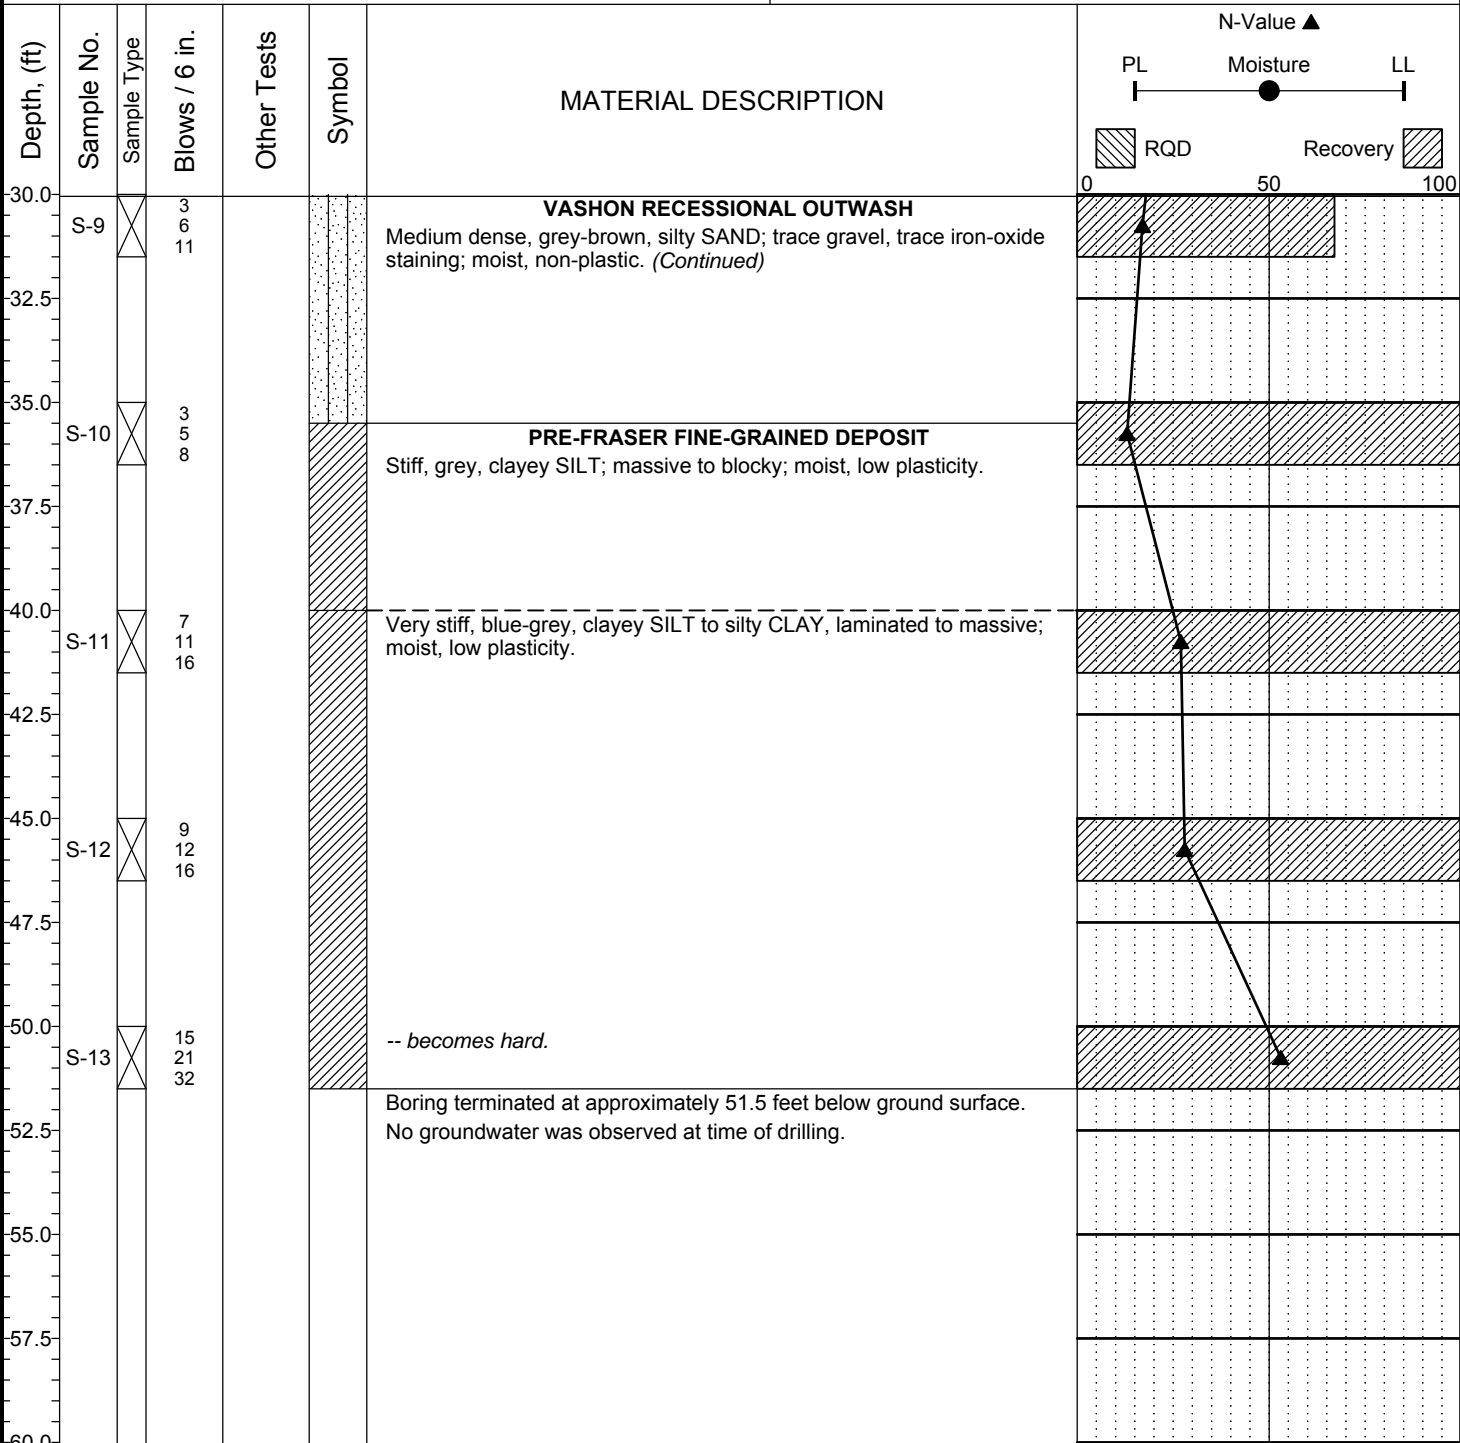 Depth, (ft)
Sample No.
Sample Type
Blows / 6 in.
Other Tests
Symbol
MATERIAL DESCRIPTION
N-Value ▲
PL Moisture LL
RQD Recovery
0 50 100
30.0
S-9
3
6
11
VASHON RECESSIONAL OUTWASH
Medium dense, grey-brown, silty SAND; trace gravel, trace iron-oxide
staining; moist, non-plastic. (Continued)
32.5
35.0
S-10
3
5
8
PRE-FRASER FINE-GRAINED DEPOSIT
Stiff, grey, clayey SILT; massive to blocky; moist, low plasticity.
37.5
40.0
S-11
7
11
16
Very stiff, blue-grey, clayey SILT to silty CLAY, laminated to massive;
moist, low plasticity.
42.5
45.0
S-12
9
12
16
47.5
50.0
S-13
15
21
32
-- becomes hard.
Boring terminated at approximately 51.5 feet below ground surface.
No groundwater was observed at time of drilling.
52.5
55.0
57.5
60.0